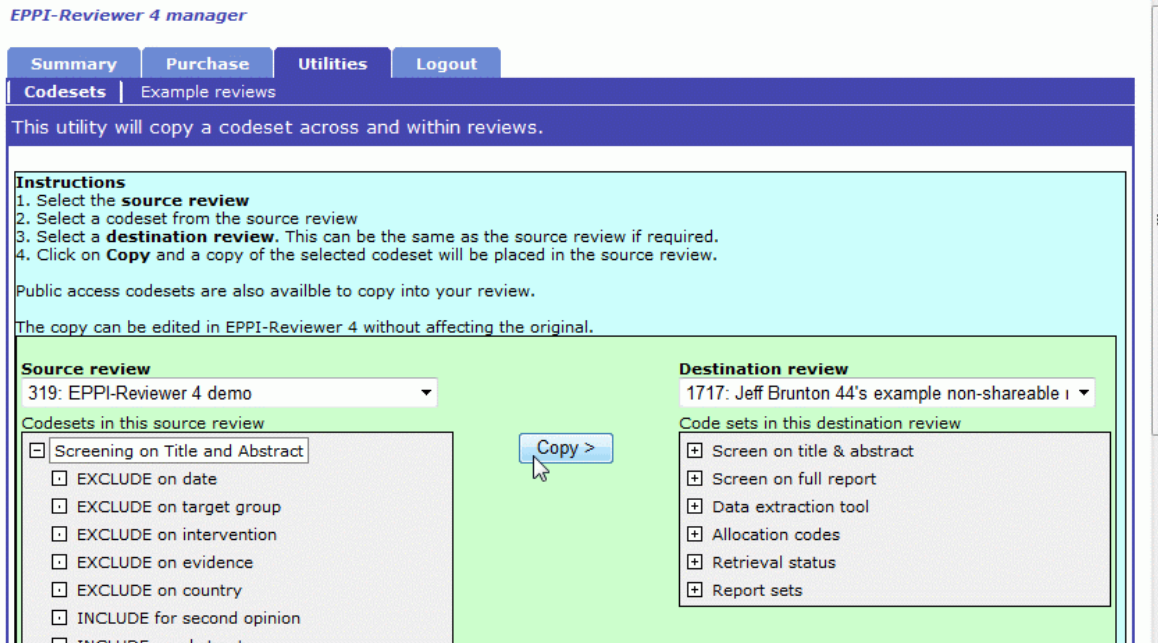 EPPI-Reviewer 4 manager
Summary Purchase Utilities Logout
Codesets Example reviews
This utility will copy a codeset across and within reviews.
Instructions
1. Select the source review
2. Select a codeset from the source review
3. Select a destination review. This can be the same as the source review if required.
4. Click on Copy and a copy of the selected codeset will be placed in the source review.
Public access codesets are also availble to copy into your review.
The copy can be edited in EPPI-Reviewer 4 without affecting the original.
Source review
319: EPPI-Reviewer 4 demo
Codesets in this source review
Screening on Title and Abstract
EXCLUDE on date
EXCLUDE on target group
EXCLUDE on intervention
EXCLUDE on evidence
EXCLUDE on country
INCLUDE for second opinion
Copy >
Destination review
1717: Jeff Brunton 44's example non-shareable
Code sets in this destination review
Screen on title & abstract
Screen on full report
Data extraction tool
Allocation codes
Retrieval status
Report sets